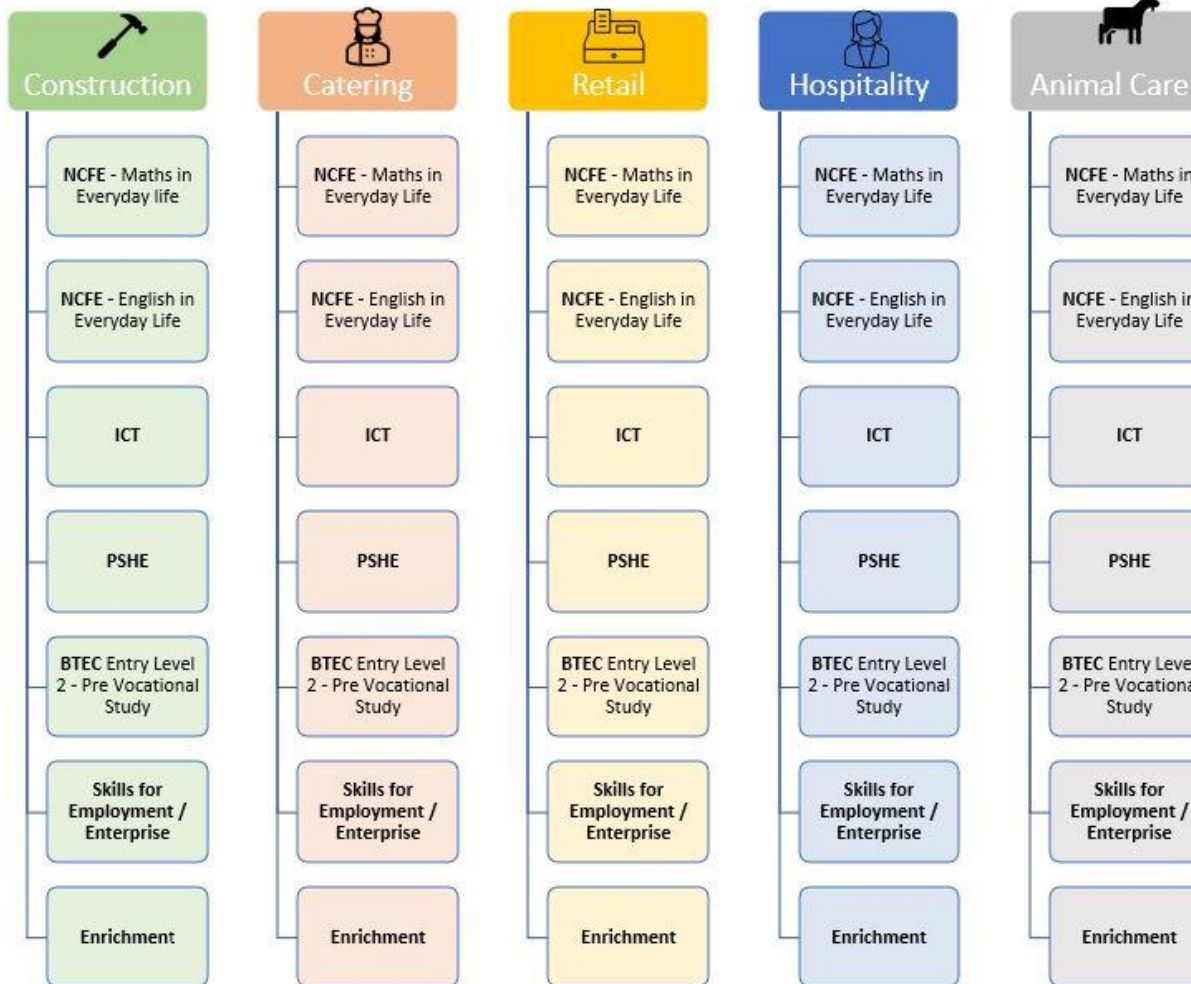 Construction
NCFE - Maths in
Everyday life
NCFE - English in
Everyday Life
ICT
PSHE
BTEC Entry Level
2 - Pre Vocational
Study
Skills for
Employment /
Enterprise
Enrichment
Catering
NCFE - Maths in
Everyday Life
NCFE - English in
Everyday Life
ICT
PSHE
BTEC Entry Level
2 - Pre Vocational
Study
Skills for
Employment /
Enterprise
Enrichment
Retail
NCFE - Maths in
Everyday Life
NCFE - English in
Everyday Life
ICT
PSHE
BTEC Entry Level
2 - Pre Vocational
Study
Skills for
Employment /
Enterprise
Enrichment
Hospitality
NCFE - Maths in
Everyday Life
NCFE - English in
Everyday Life
ICT
PSHE
BTEC Entry Level
2 - Pre Vocational
Study
Skills for
Employment /
Enterprise
Enrichment
Animal Care
NCFE - Maths in
Everyday Life
NCFE - English in
Everyday Life
ICT
PSHE
BTEC Entry Level
2 - Pre Vocational
Study
Skills for
Employment /
Enterprise
Enrichment